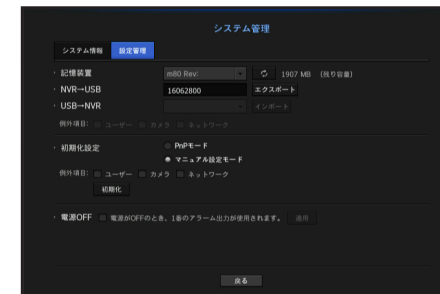 システム管理
システム情報 設定管理
記憶装置 m80 Rev: 1907 MB (残り容量)
NVR→USB 16062800 エクスポート
USB→NVR インポート
例外項目: ユーザー カメラ ネットワーク
初期化設定 PnPモード
マニュアル設定モード
例外項目: ユーザー カメラ ネットワーク
初期化
電源OFF 電源がOFFのとき、1番のアラーム出力が使用されます。 適用
戻る